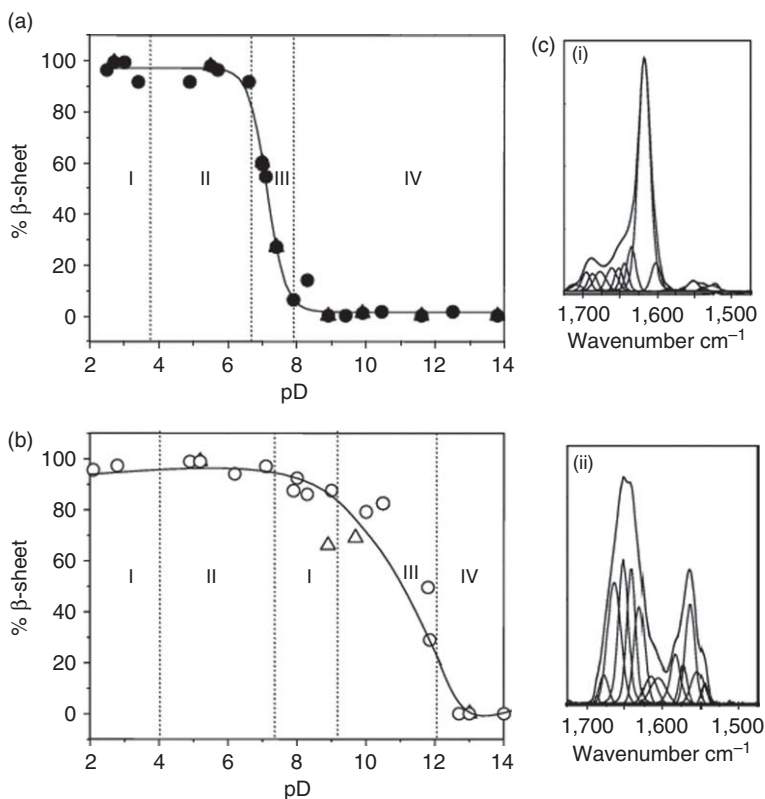 (a)
% β-sheet
100
80
60
40
20
0
I
II
III
IV
2 4 6 8 10 12 14
pD
(b)
% β-sheet
100
80
60
40
20
0
I
II
I
III
IV
2 4 6 8 10 12 14
pD
(c)
(i)
1,700 1,600 1,500
Wavenumber cm⁻¹
(ii)
1,700 1,600 1,500
Wavenumber cm⁻¹